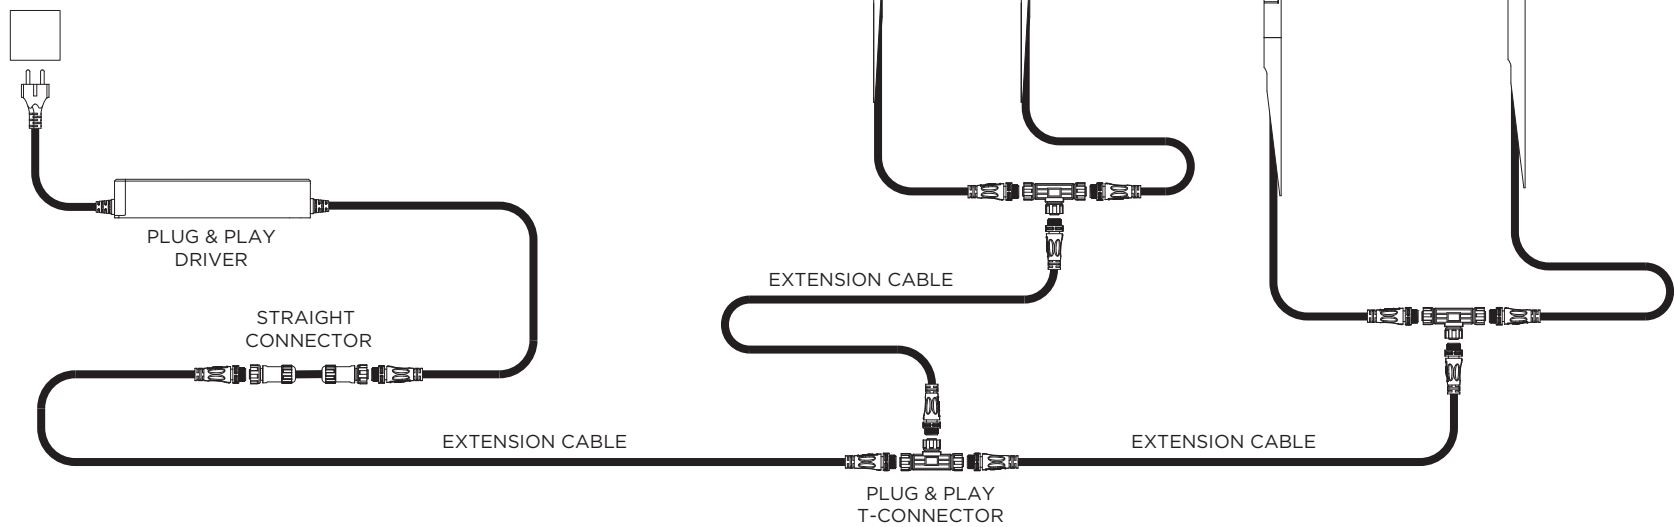 PLUG & PLAY
DRIVER
EXTENSION CABLE
STRAIGHT
CONNECTOR
EXTENSION CABLE
EXTENSION CABLE
PLUG & PLAY
T-CONNECTOR